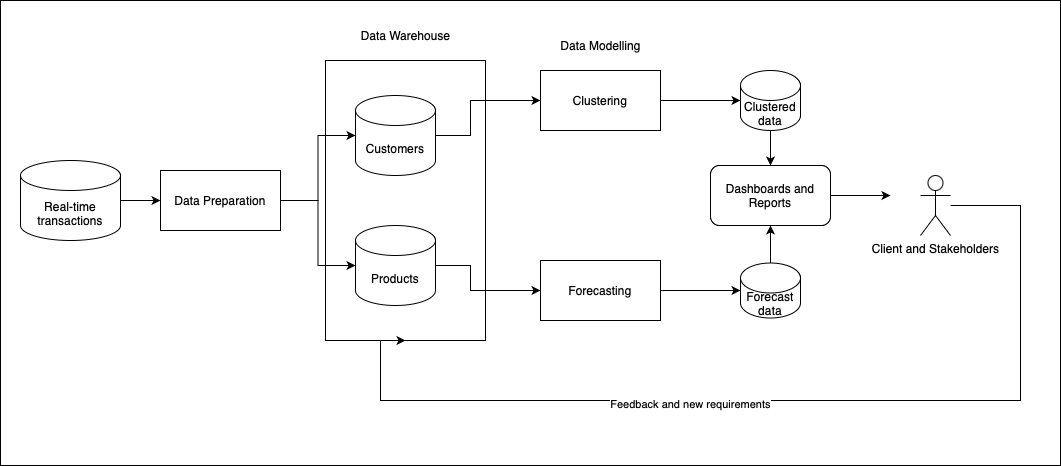 Data Warehouse
Data Modelling
Real-time
transactions
Data Preparation
Customers
Products
Clustering
Forecasting
Clustered
data
Dashboards and
Reports
Forecast
data
Client and Stakeholders
Feedback and new requirements